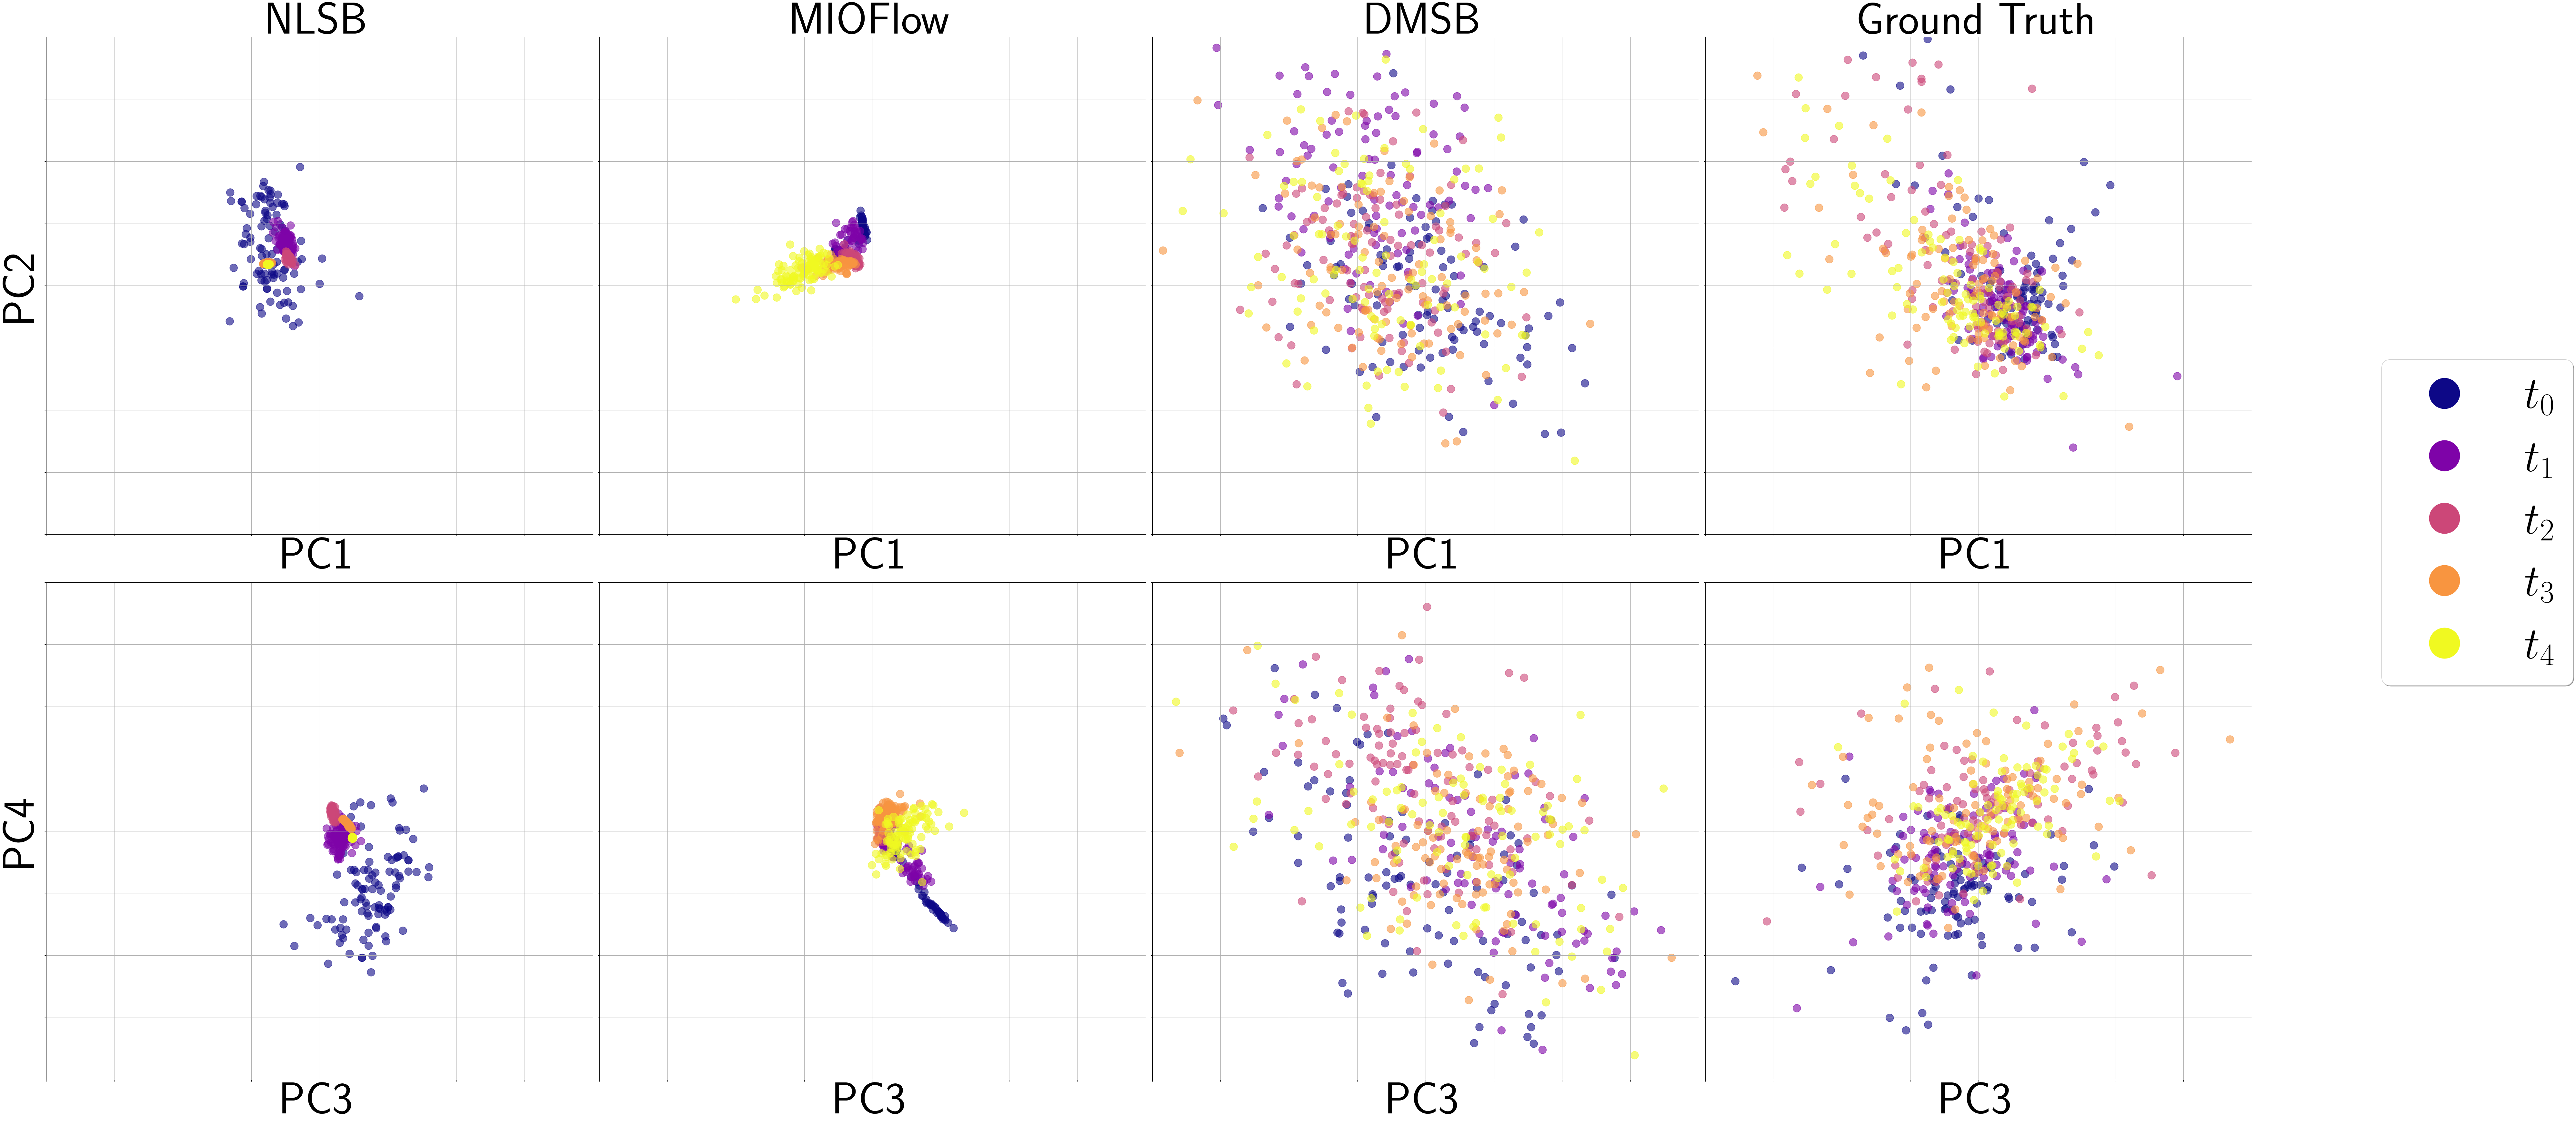 NLSB MIOFlow DMSB Ground Truth
PC2
PC1 PC1 PC1 PC1
PC4
PC3 PC3 PC3 PC3
t0
t1
t2
t3
t4